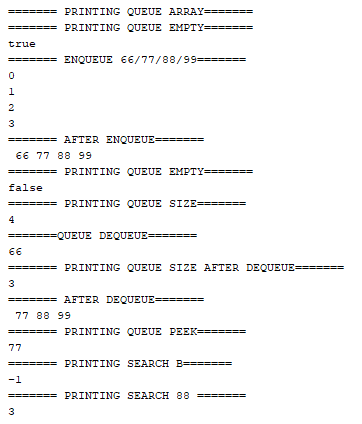 ======= PRINTING QUEUE ARRAY=======
======= PRINTING QUEUE EMPTY=======
true
======= ENQUEUE 66/77/88/99=======
0
1
2
3
======= AFTER ENQUEUE=======
 66 77 88 99
======= PRINTING QUEUE EMPTY=======
false
======= PRINTING QUEUE SIZE=======
4
=======QUEUE DEQUEUE=======
66
======= PRINTING QUEUE SIZE AFTER DEQUEUE=======
3
======= AFTER DEQUEUE=======
 77 88 99
======= PRINTING QUEUE PEEK=======
77
======= PRINTING SEARCH B=======
-1
======= PRINTING SEARCH 88 =======
3